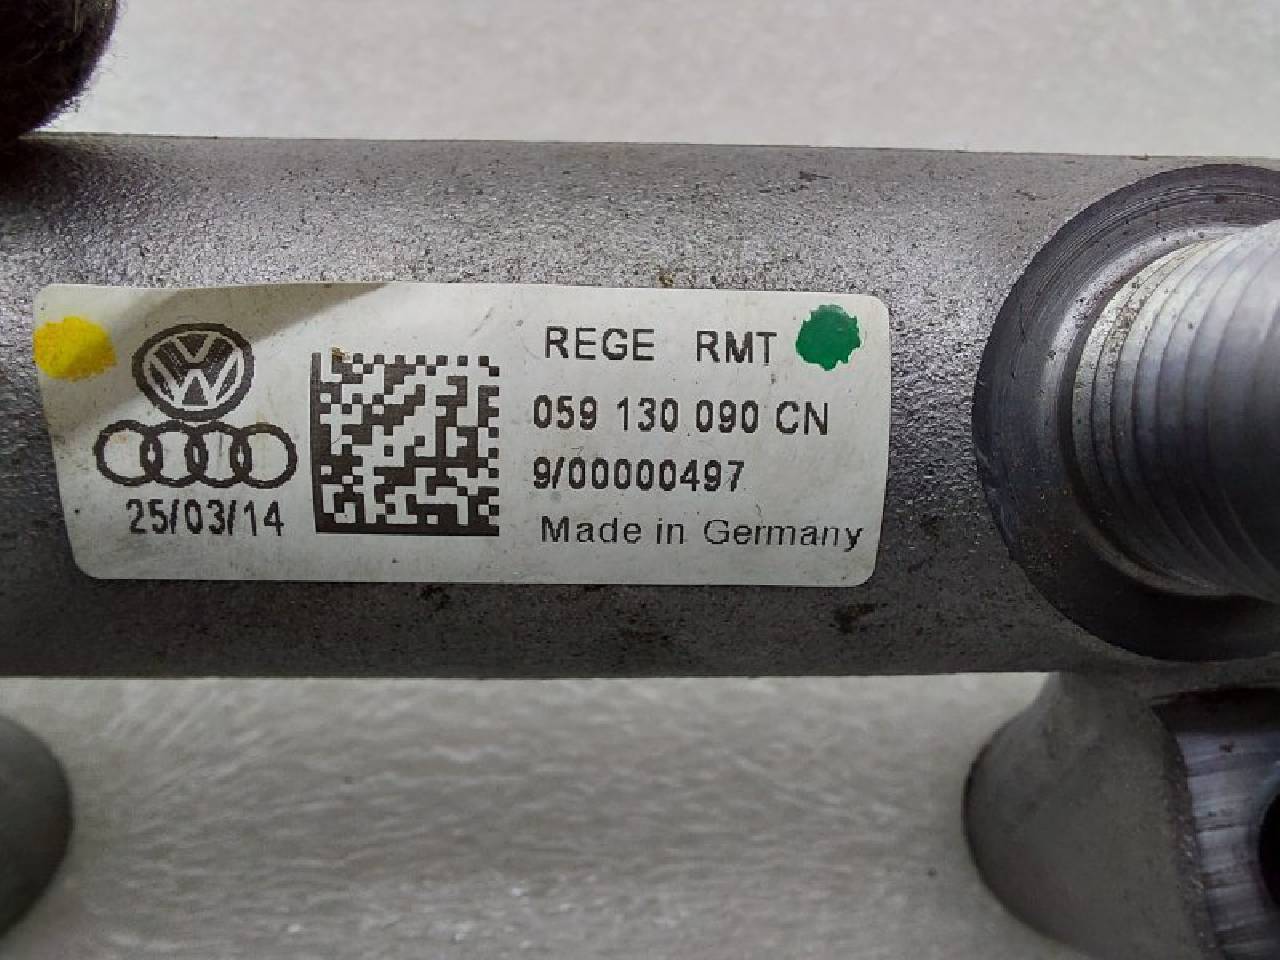 REGE RMT
059 130 090 CN
9/00000497
Made in Germany
25/03/14